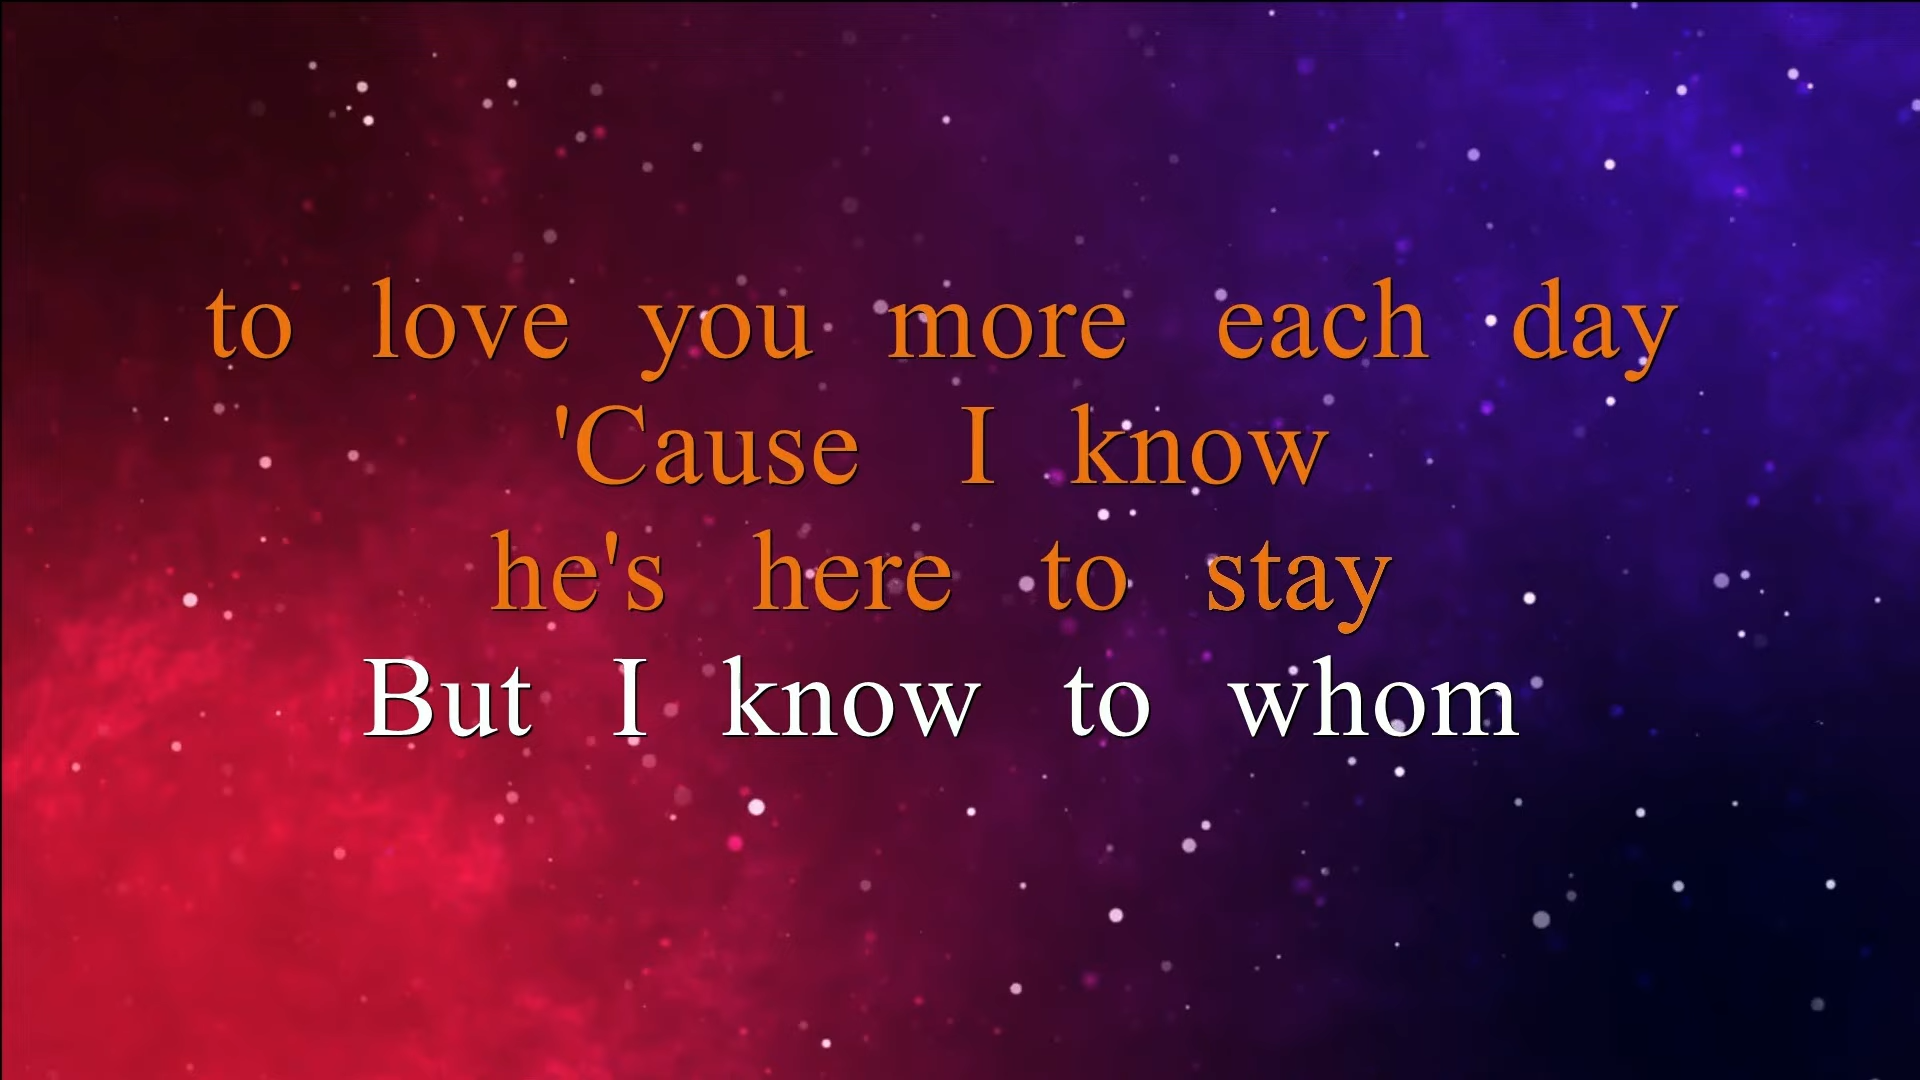 to love you more each day
'Cause I know
he's here to stay
But I know to whom